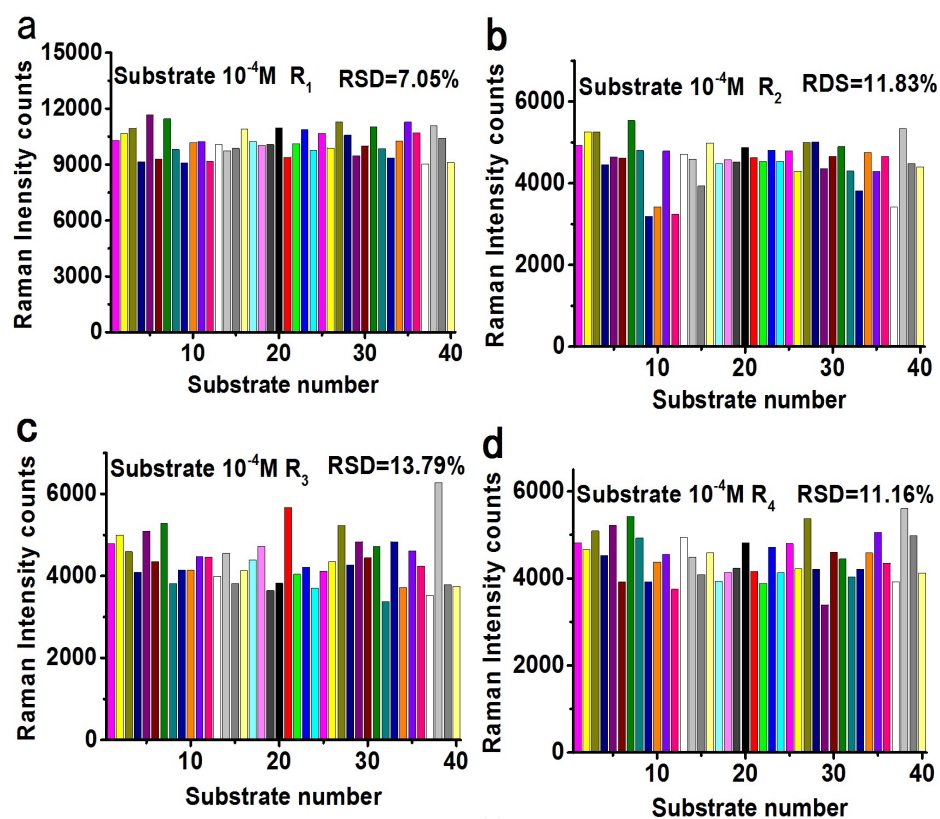 a
15000
12000
9000
6000
3000
0
Raman Intensity counts
Substrate 10⁻⁴M R₁ RSD=7.05%
10 20 30 40
Substrate number
b
6000
4000
2000
0
Raman Intensity counts
Substrate 10⁻⁴M R₂ RDS=11.83%
10 20 30 40
Substrate number
c
6000
4000
2000
0
Raman Intensity counts
Substrate 10⁻⁴M R₃ RSD=13.79%
10 20 30 40
Substrate number
d
6000
4000
2000
0
Raman Intensity counts
Substrate 10⁻⁴M R₄ RSD=11.16%
10 20 30 40
Substrate number